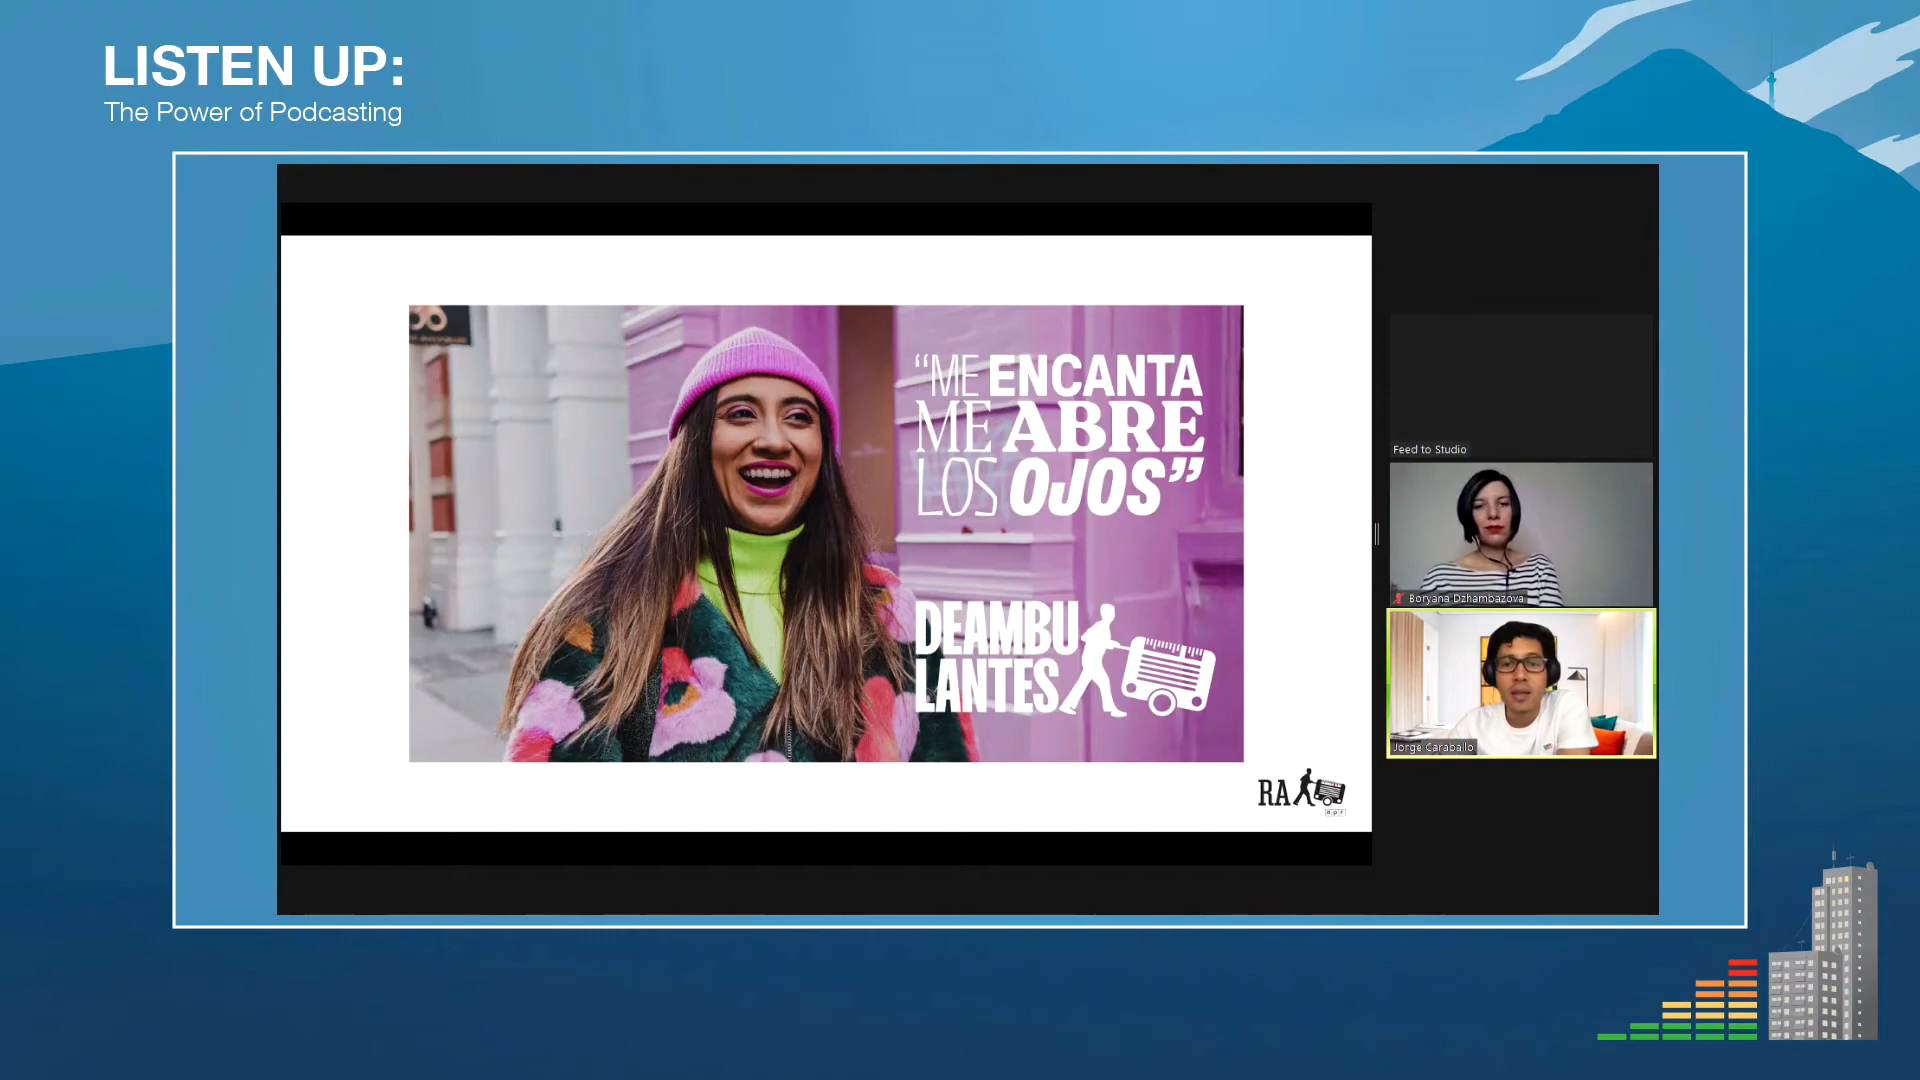 LISTEN UP:
The Power of Podcasting
“ME ENCANTA
ME ABRE
LOS OJOS”
DEAMBU
LANTES
RA
npr
Feed to Studio
Boryana Dzhambazova
Jorge Caraballo